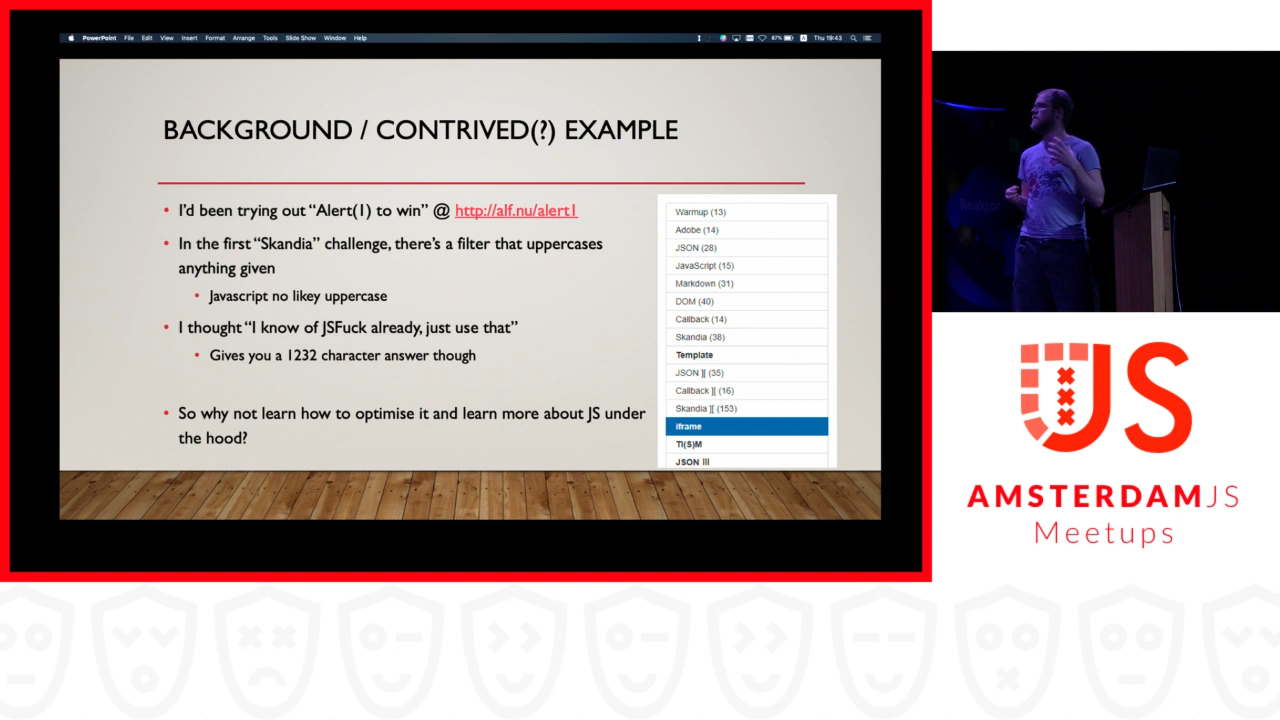 PowerPoint File Edit View Insert Format Arrange Tools Slide Show Window Help
87% A Thu 19:43
BACKGROUND / CONTRIVED(?) EXAMPLE
• I'd been trying out "Alert(1) to win" @ http://alf.nu/alert1
• In the first "Skandia" challenge, there's a filter that uppercases
anything given
• Javascript no likey uppercase
• I thought "I know of JSFuck already, just use that"
• Gives you a 1232 character answer though
• So why not learn how to optimise it and learn more about JS under
the hood?
Warmup (13)
Adobe (14)
JSON (28)
JavaScript (15)
Markdown (31)
DOM (40)
Callback (14)
Skandia (38)
Template
JSON ][ (35)
Callback ][ (16)
Skandia ][ (153)
iframe
TI(S)M
JSON III
Reaktor
JS
AMSTERDAMJS
Meetups